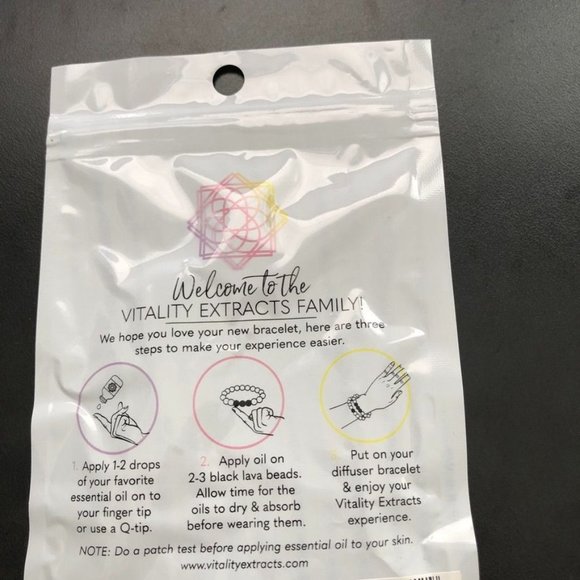 Welcome to the
VITALITY EXTRACTS FAMILY!
We hope you love your new bracelet, here are three
steps to make your experience easier.
1. Apply 1-2 drops
of your favorite
essential oil on to
your finger tip
or use a Q-tip.
2. Apply oil on
2-3 black lava beads.
Allow time for the
oils to dry & absorb
before wearing them.
Put on your
diffuser bracelet
& enjoy your
Vitality Extracts
experience.
NOTE: Do a patch test before applying essential oil to your skin.
www.vitalityextracts.com